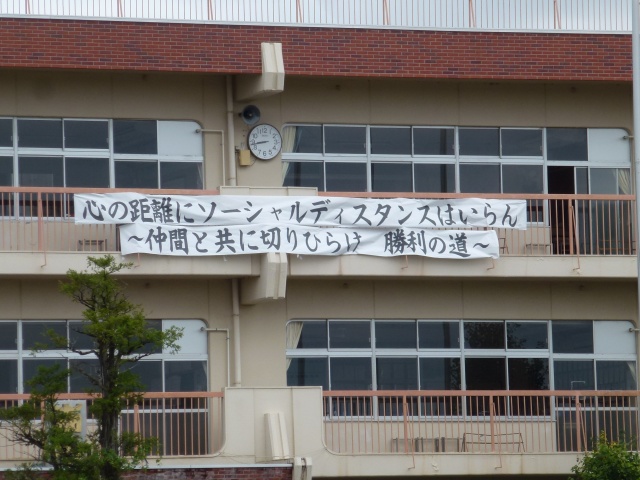 心の距離にソーシャルディスタンスはいらん
～仲間と共に切りひらけ　勝利の道～